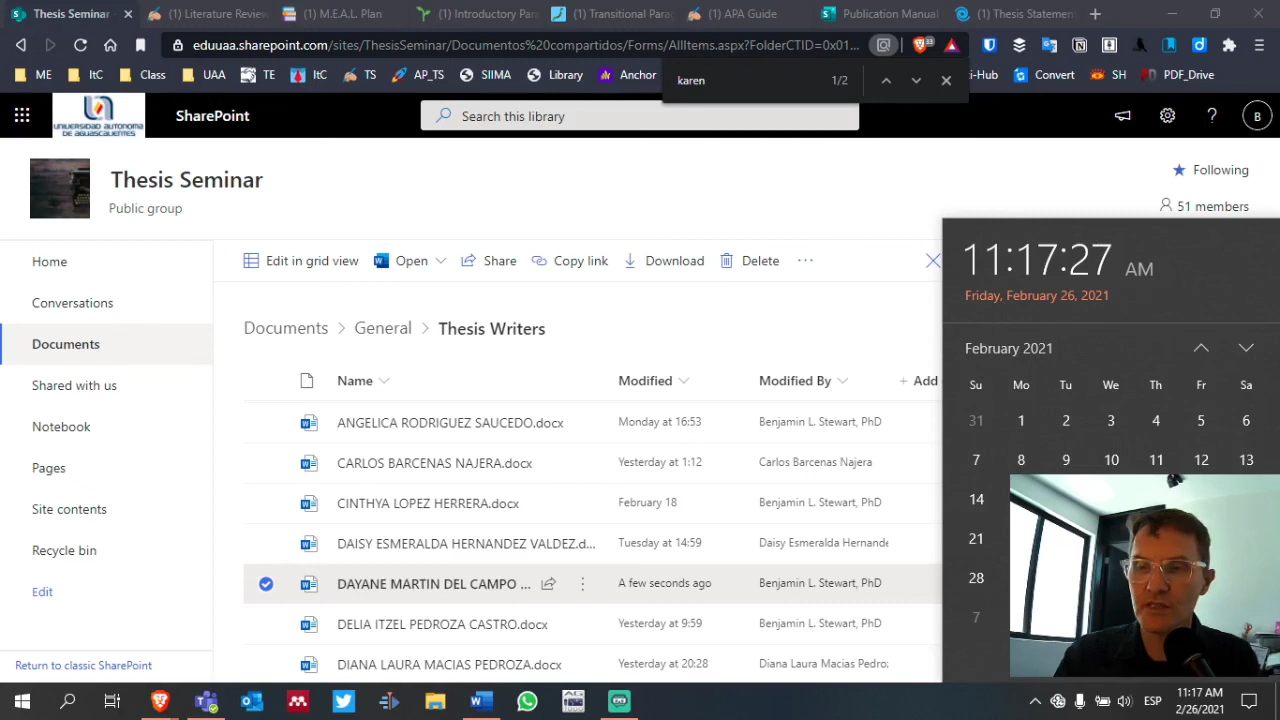 Thesis Seminar
(1) Literature Revie
(1) M.E.A.L. Plan
(1) Introductory Par
(1) Transitional Parag
(1) APA Guide
Publication Manual
(1) Thesis Statement
eduuaa.sharepoint.com/sites/ThesisSeminar/Documentos%20compartidos/Forms/AllItems.aspx?FolderCTID=0x01...
33
ME
ItC
Class
UAA
TE
ItC
TS
AP_TS
SIIMA
Library
Anchor
-Hub
Convert
SH
PDF_Drive
karen
1/2
UNIVERSIDAD AUTONOMA
DE AGUASCALIENTES
SharePoint
Search this library
B
Thesis Seminar
Public group
Following
51 members
Home
Conversations
Documents
Shared with us
Notebook
Pages
Site contents
Recycle bin
Edit
Return to classic SharePoint
Edit in grid view
Open
Share
Copy link
Download
Delete
Documents > General > Thesis Writers
Name
Modified
Modified By
+ Add
ANGELICA RODRIGUEZ SAUCEDO.docx
Monday at 16:53
Benjamin L. Stewart, PhD
CARLOS BARCENAS NAJERA.docx
Yesterday at 1:12
Carlos Barcenas Najera
CINTHYA LOPEZ HERRERA.docx
February 18
Benjamin L. Stewart, PhD
DAISY ESMERALDA HERNANDEZ VALDEZ.d...
Tuesday at 14:59
Daisy Esmeralda Hernande
DAYANE MARTIN DEL CAMPO ...
A few seconds ago
Benjamin L. Stewart, PhD
DELIA ITZEL PEDROZA CASTRO.docx
Yesterday at 9:59
Benjamin L. Stewart, PhD
DIANA LAURA MACIAS PEDROZA.docx
Yesterday at 20:28
Diana Laura Macias Pedroz
11:17:27 AM
Friday, February 26, 2021
February 2021
Su Mo Tu We Th Fr Sa
31 1 2 3 4 5 6
7 8 9 10 11 12 13
14
21
28
7
ESP
11:17 AM
2/26/2021